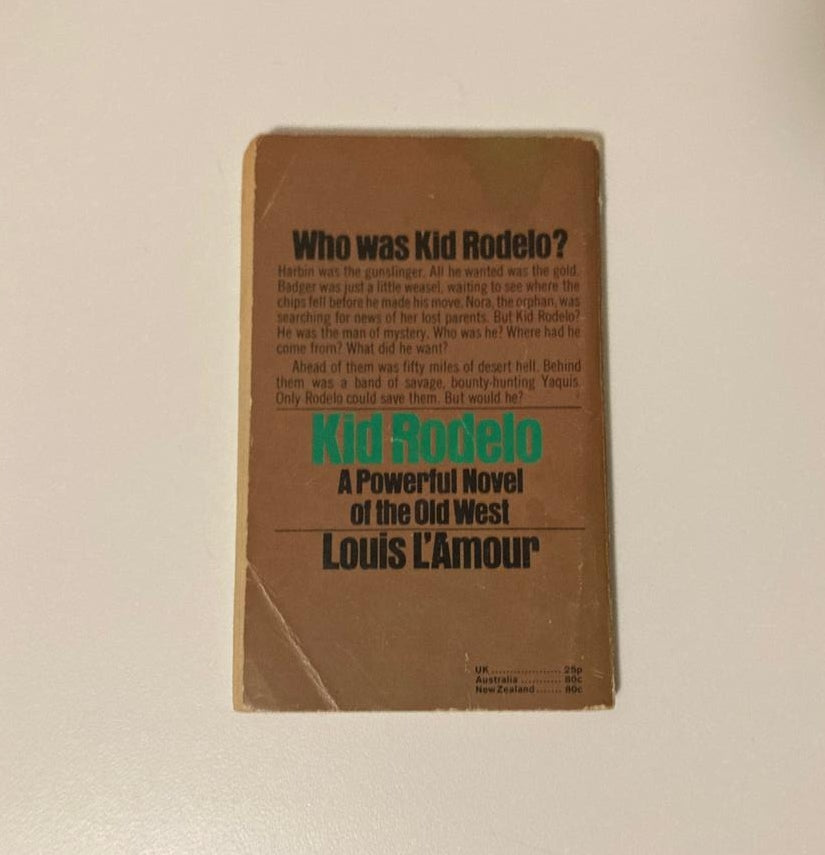 Who was Kid Rodelo?
Harbin was the gunslinger. All he wanted was the gold.
Badger was just a little weasel, waiting to see where the
chips fell before he made his move. Nora, the orphan, was
searching for news of her lost parents. But Kid Rodelo?
He was the man of mystery. Who was he? Where had he
come from? What did he want?
Ahead of them was fifty miles of desert hell. Behind
them was a band of savage, bounty-hunting Yaquis.
Only Rodelo could save them. But would he?
Kid Rodelo
A Powerful Novel
of the Old West
Louis L'Amour
UK .................... 25p
Australia ........... 80c
New Zealand ....... 80c